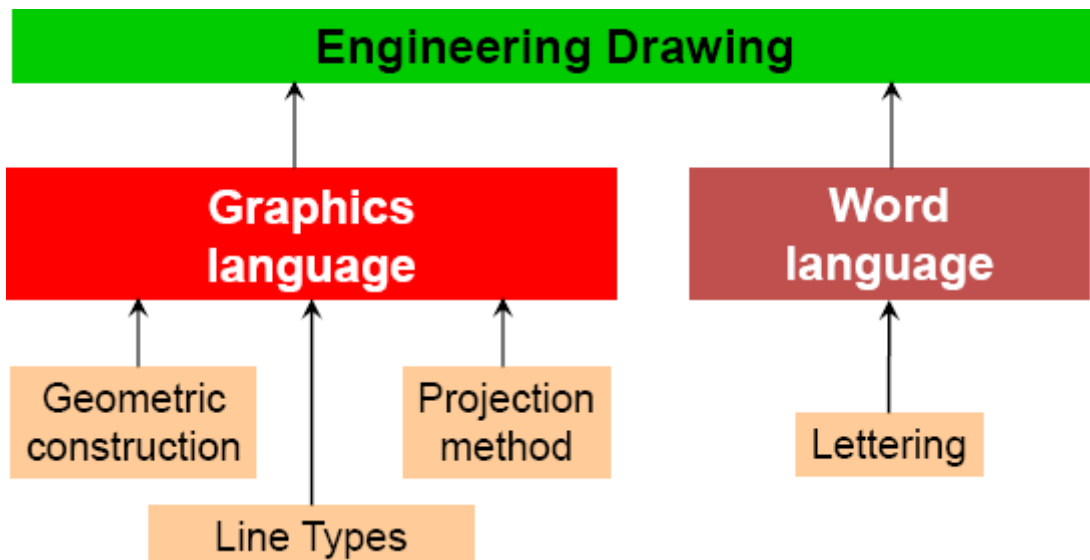 Engineering Drawing
Graphics
language
Word
language
Geometric
construction
Projection
method
Lettering
Line Types